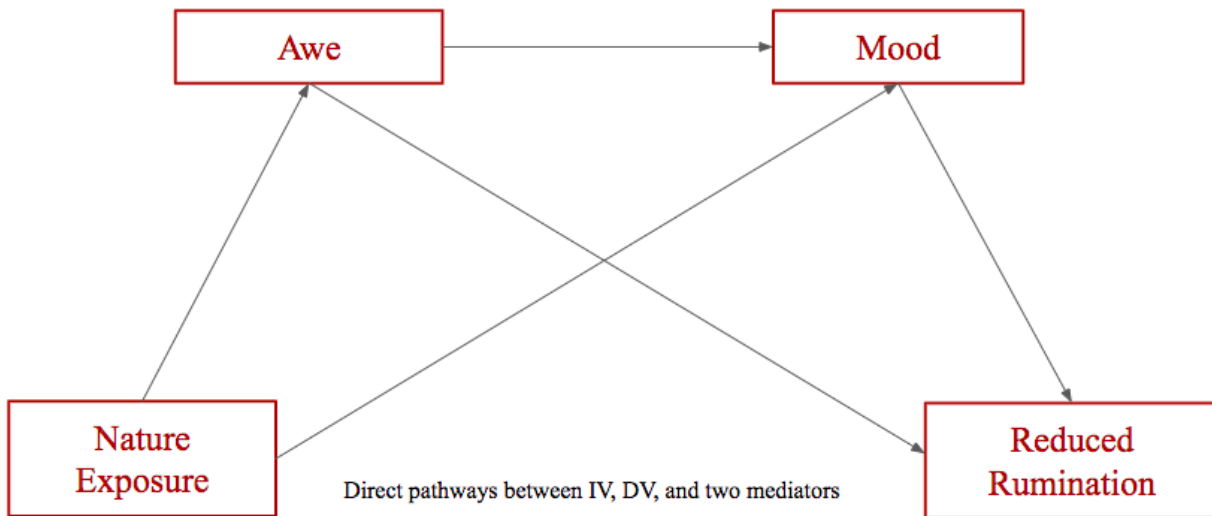 Awe
Mood
Nature
Exposure
Reduced
Rumination
Direct pathways between IV, DV, and two mediators